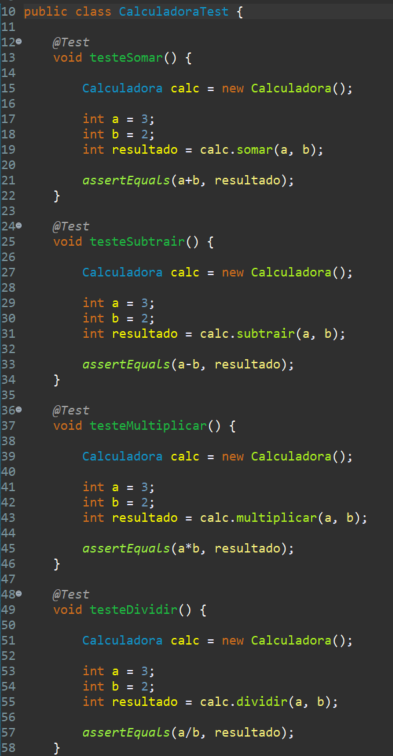 10 public class CalculadoraTest {
11
12 @Test
13 void testeSomar() {
14
15 Calculadora calc = new Calculadora();
16
17 int a = 3;
18 int b = 2;
19 int resultado = calc.somar(a, b);
20
21 assertEquals(a+b, resultado);
22 }
23
24 @Test
25 void testeSubtrair() {
26
27 Calculadora calc = new Calculadora();
28
29 int a = 3;
30 int b = 2;
31 int resultado = calc.subtrair(a, b);
32
33 assertEquals(a-b, resultado);
34 }
35
36 @Test
37 void testeMultiplicar() {
38
39 Calculadora calc = new Calculadora();
40
41 int a = 3;
42 int b = 2;
43 int resultado = calc.multiplicar(a, b);
44
45 assertEquals(a*b, resultado);
46 }
47
48 @Test
49 void testeDividir() {
50
51 Calculadora calc = new Calculadora();
52
53 int a = 3;
54 int b = 2;
55 int resultado = calc.dividir(a, b);
56
57 assertEquals(a/b, resultado);
58 }